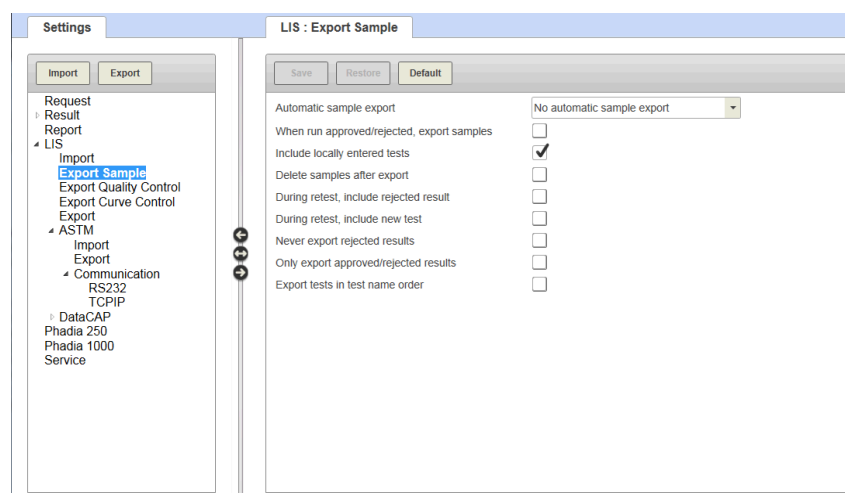 Settings
LIS : Export Sample
Import Export
Save Restore Default
Request
Result
Report
LIS
Import
Export Sample
Export Quality Control
Export Curve Control
Export
ASTM
Import
Export
Communication
RS232
TCPIP
DataCAP
Phadia 250
Phadia 1000
Service
Automatic sample export No automatic sample export
When run approved/rejected, export samples
Include locally entered tests
Delete samples after export
During retest, include rejected result
During retest, include new test
Never export rejected results
Only export approved/rejected results
Export tests in test name order